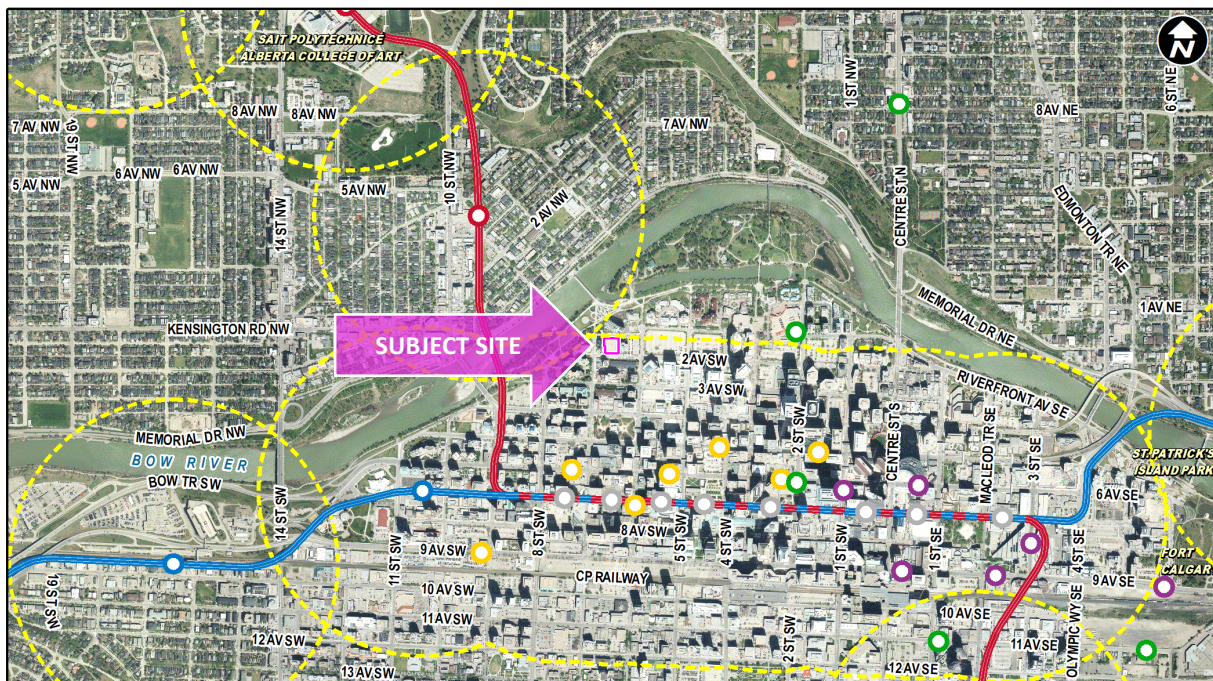 SAIT POLYTECHNICE
ALBERTA COLLEGE OF ART
N
1 ST NW
6 ST NE
8 AV NW
8 AV NW
8 AV NE
7 AV NW
19 ST NW
7 AV NW
6 AV NW
6 AV NW
5 AV NW
5 AV NW
10 ST NW
2 AV NW
14 ST NW
CENTRE ST N
EDMONTON TR NE
MEMORIAL DR NE
1 AV NE
KENSINGTON RD NW
SUBJECT SITE
2 AV SW
3 AV SW
RIVERFRONT AV SE
MEMORIAL DR NW
BOW RIVER
BOW TR SW
14 ST SW
2 ST SW
CENTRE ST S
MACLEOD TR SE
3 ST SE
ST.PATRICK'S
ISLAND PARK
6 AV SE
11 ST SW
8 ST SW
8 AV SW
5 ST SW
4 ST SW
1 ST SW
1 ST SE
4 ST SE
9 AV SW
CP RAILWAY
FORT
CALGAR
9 AV SE
19 ST SW
10 AV SW
11 AV SW
12 AV SW
13 AV SW
2 ST SW
10 AV SE
11 AV SE
12 AV SE
OLYMPIC WY SE